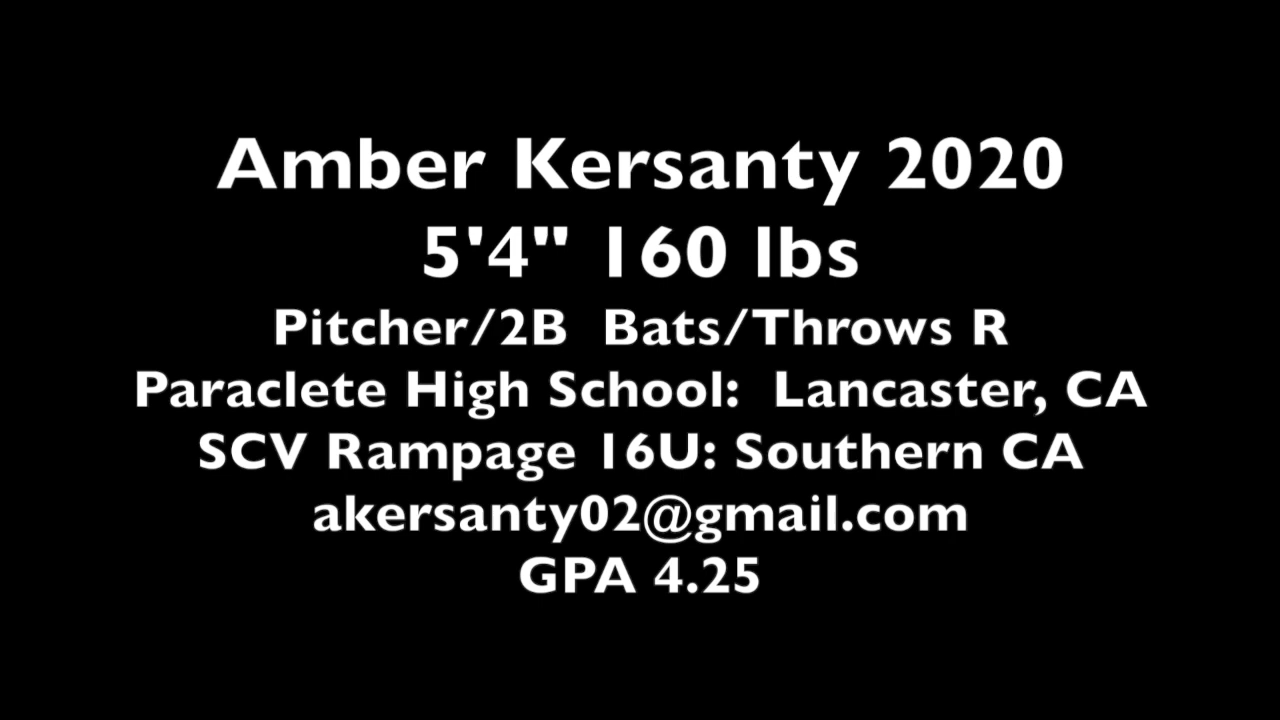 Amber Kersanty 2020
5'4" 160 lbs
Pitcher/2B  Bats/Throws R
Paraclete High School:  Lancaster, CA
SCV Rampage 16U: Southern CA
akersanty02@gmail.com
GPA 4.25